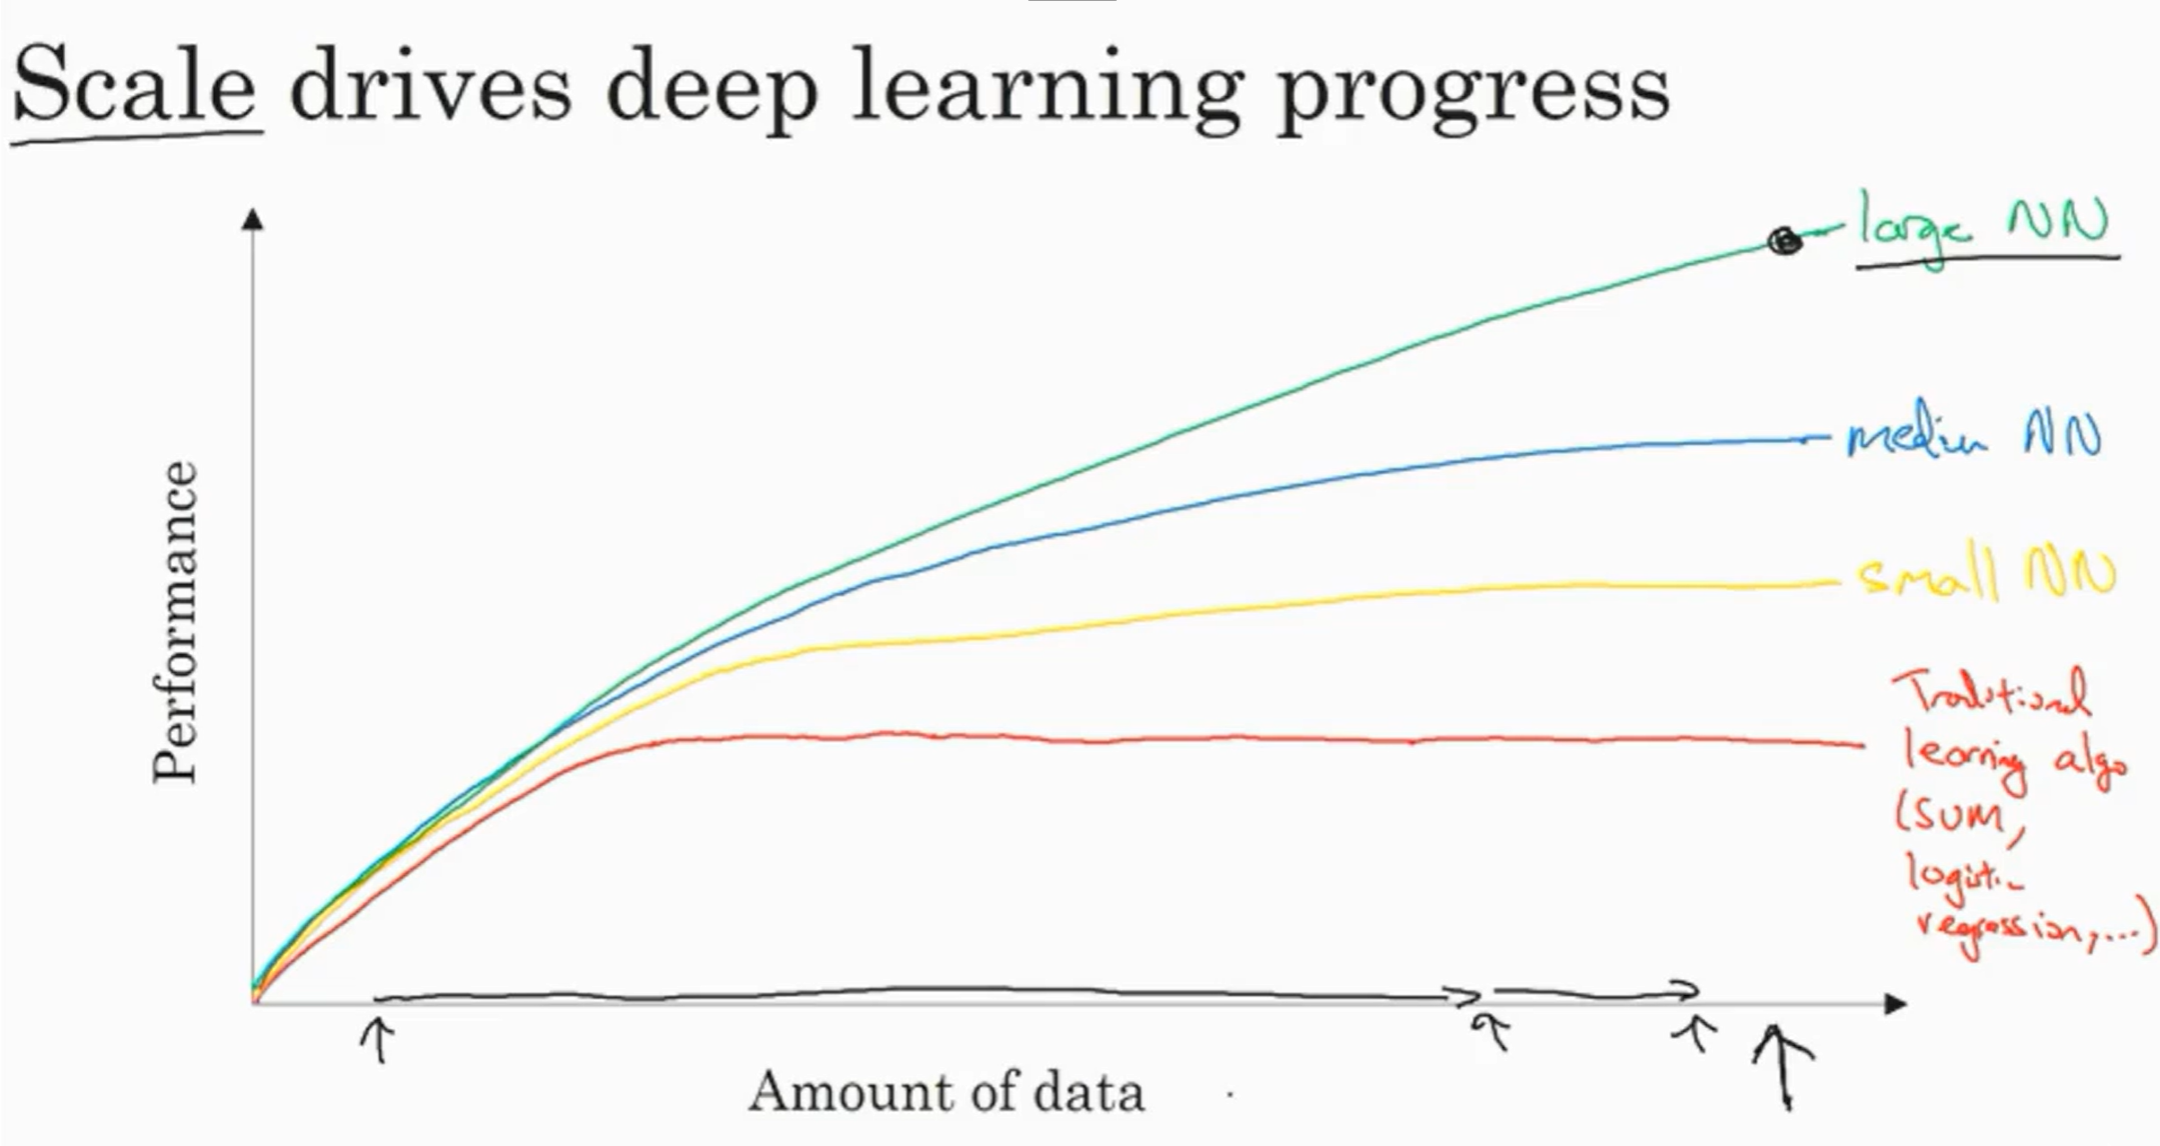 Scale drives deep learning progress
large NN
medium NN
small NN
Traditional
learning algo
(SVM,
logistic
regression,...)
Performance
Amount of data